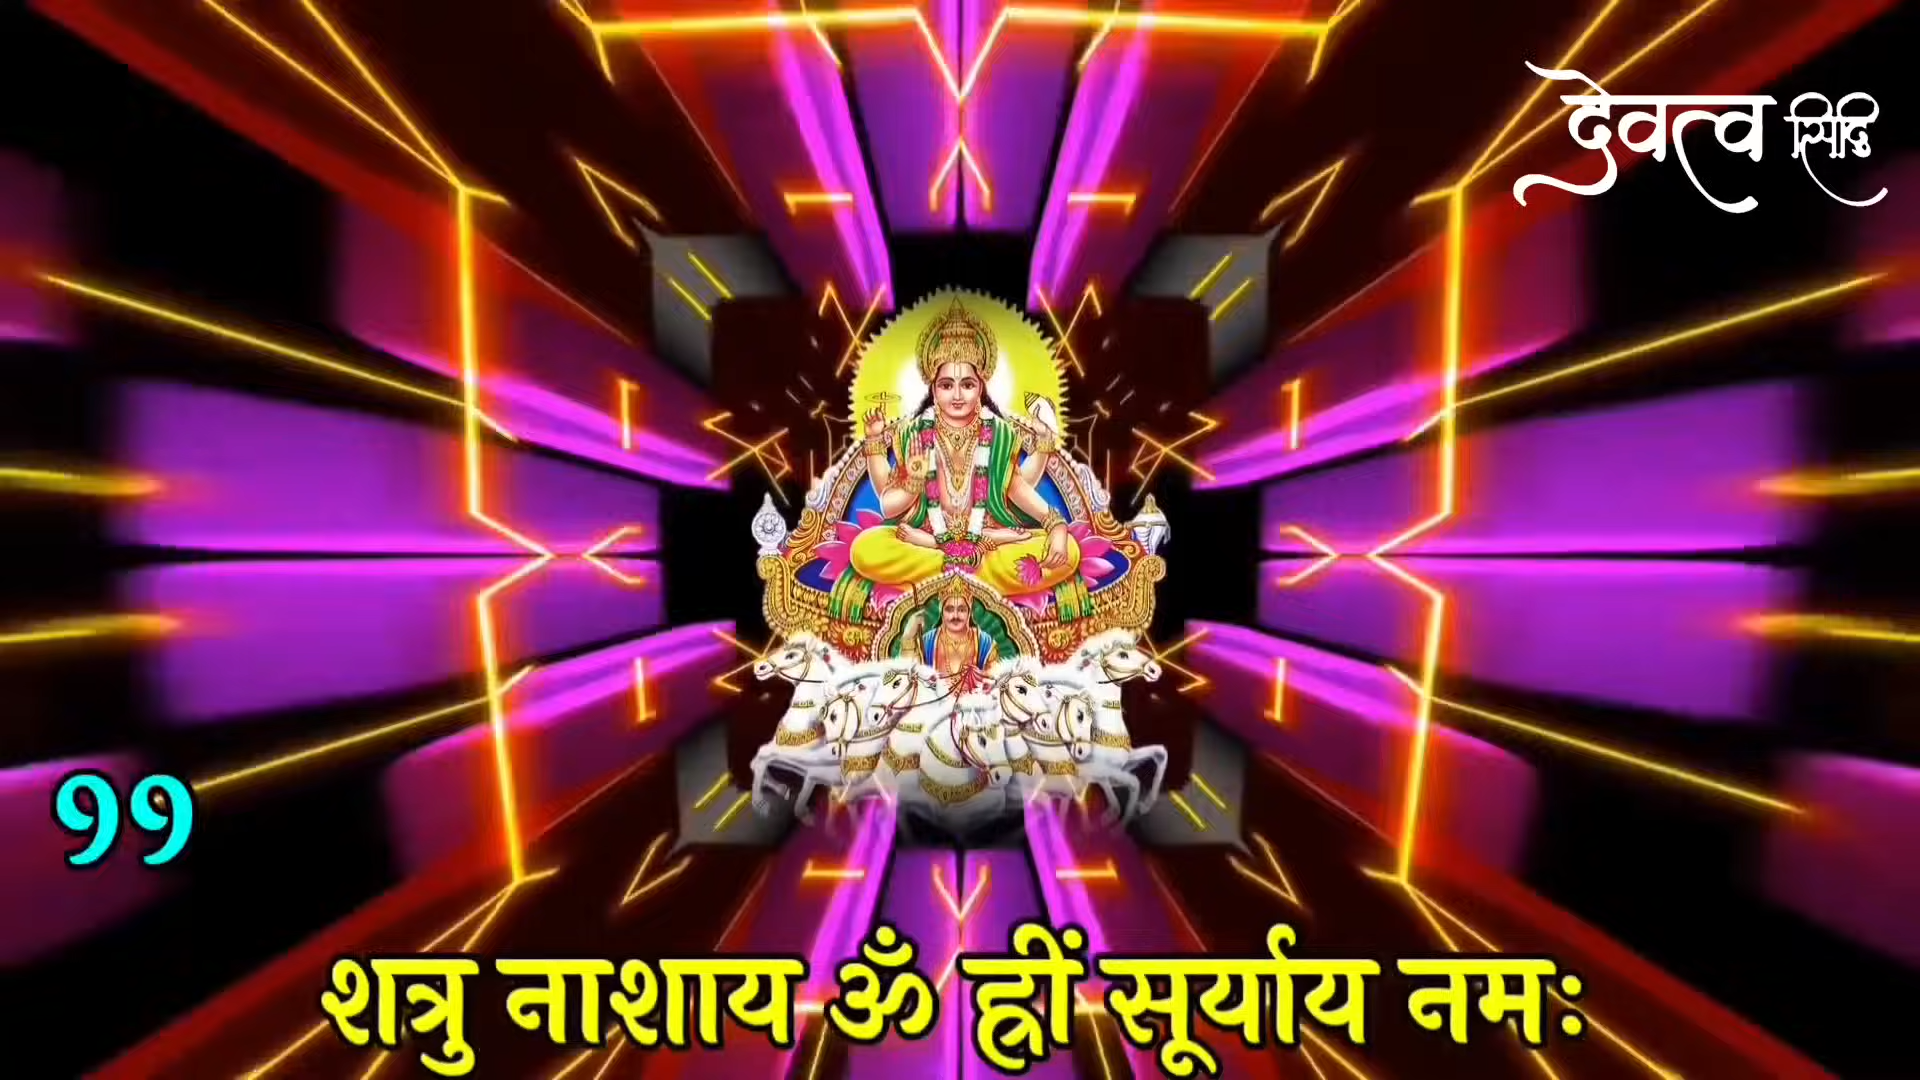 देवत्व सिद्धि
११
शत्रु नाशाय ॐ ह्रीं सूर्याय नमः